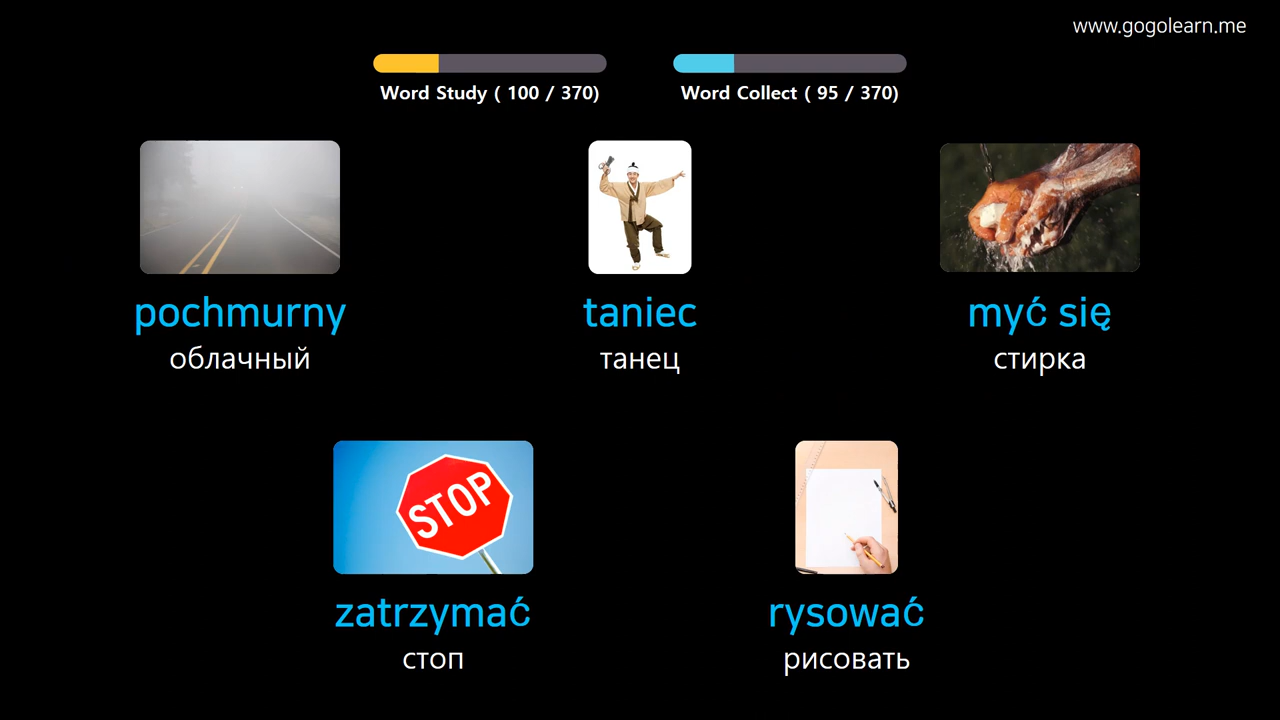 www.gogolearn.me
Word Study ( 100 / 370)
Word Collect ( 95 / 370)
pochmurny
облачный
taniec
танец
myć się
стирка
STOP
zatrzymać
стоп
rysować
рисовать